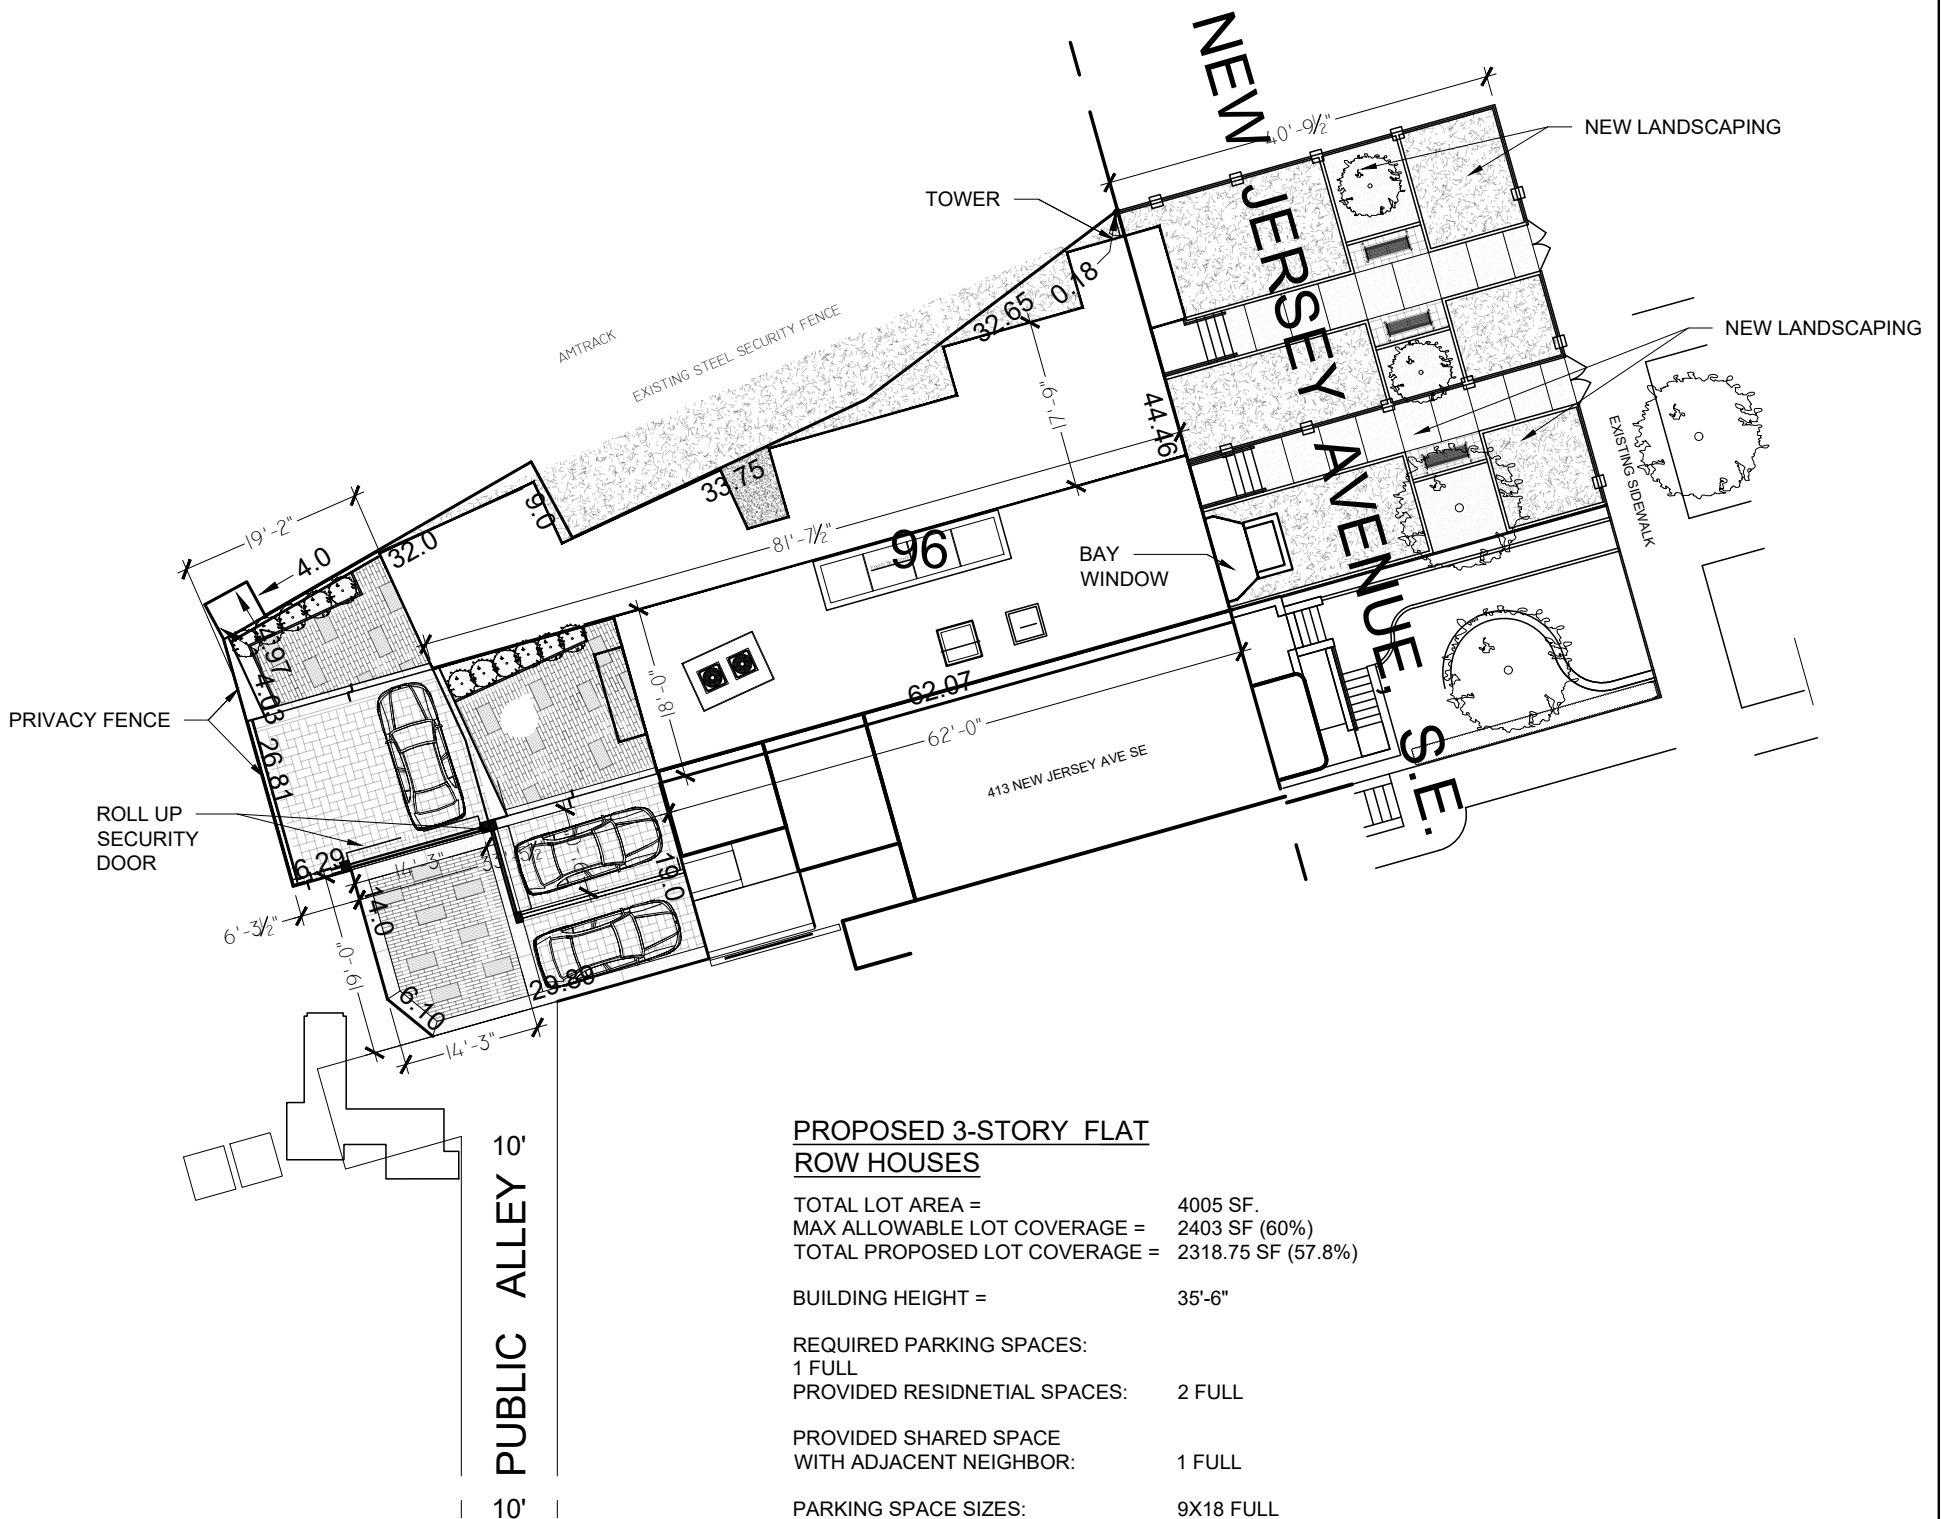 NEW JERSEY AVENUE, S.E.
40'-9½"
NEW LANDSCAPING
TOWER
0.18
32.65
AMTRACK
EXISTING STEEL SECURITY FENCE
NEW LANDSCAPING
17'-9"
44.46
EXISTING SIDEWALK
33.75
9.0
19'-2"
4.0
32.0
81'-7½"
96
BAY
WINDOW
4.03
26.81
PRIVACY FENCE
18'-0"
62.07
62'-0"
413 NEW JERSEY AVE SE
ROLL UP
SECURITY
DOOR
6.29
14'-3"
19.0
14.0
6'-3½"
19'-0"
6.10
29.89
14'-3"
10'
PUBLIC ALLEY
10'
PROPOSED 3-STORY FLAT
ROW HOUSES
TOTAL LOT AREA = 4005 SF.
MAX ALLOWABLE LOT COVERAGE = 2403 SF (60%)
TOTAL PROPOSED LOT COVERAGE = 2318.75 SF (57.8%)
BUILDING HEIGHT = 35'-6"
REQUIRED PARKING SPACES:
1 FULL
PROVIDED RESIDNETIAL SPACES: 2 FULL
PROVIDED SHARED SPACE
WITH ADJACENT NEIGHBOR: 1 FULL
PARKING SPACE SIZES: 9X18 FULL